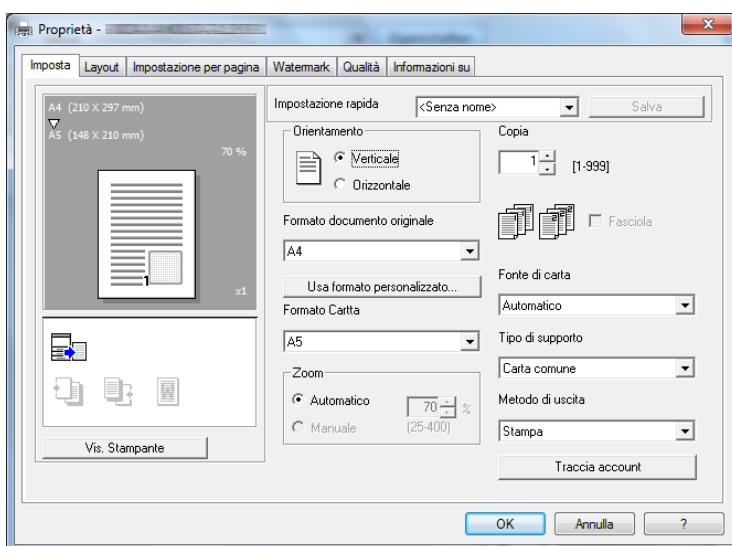 Proprietà -
Imposta
Layout
Impostazione per pagina
Watermark
Qualità
Informazioni su
A4 (210 X 297 mm)
A5 (148 X 210 mm)
70 %
1
x1
Vis. Stampante
Impostazione rapida
<Senza nome>
Salva
Orientamento
Verticale
Orizzontale
Formato documento originale
A4
Usa formato personalizzato...
Formato Cartta
A5
Zoom
Automatico
70 %
Manuale
(25-400)
Copia
1
[1-999]
Fasciola
Fonte di carta
Automatico
Tipo di supporto
Carta comune
Metodo di uscita
Stampa
Traccia account
OK
Annulla
?